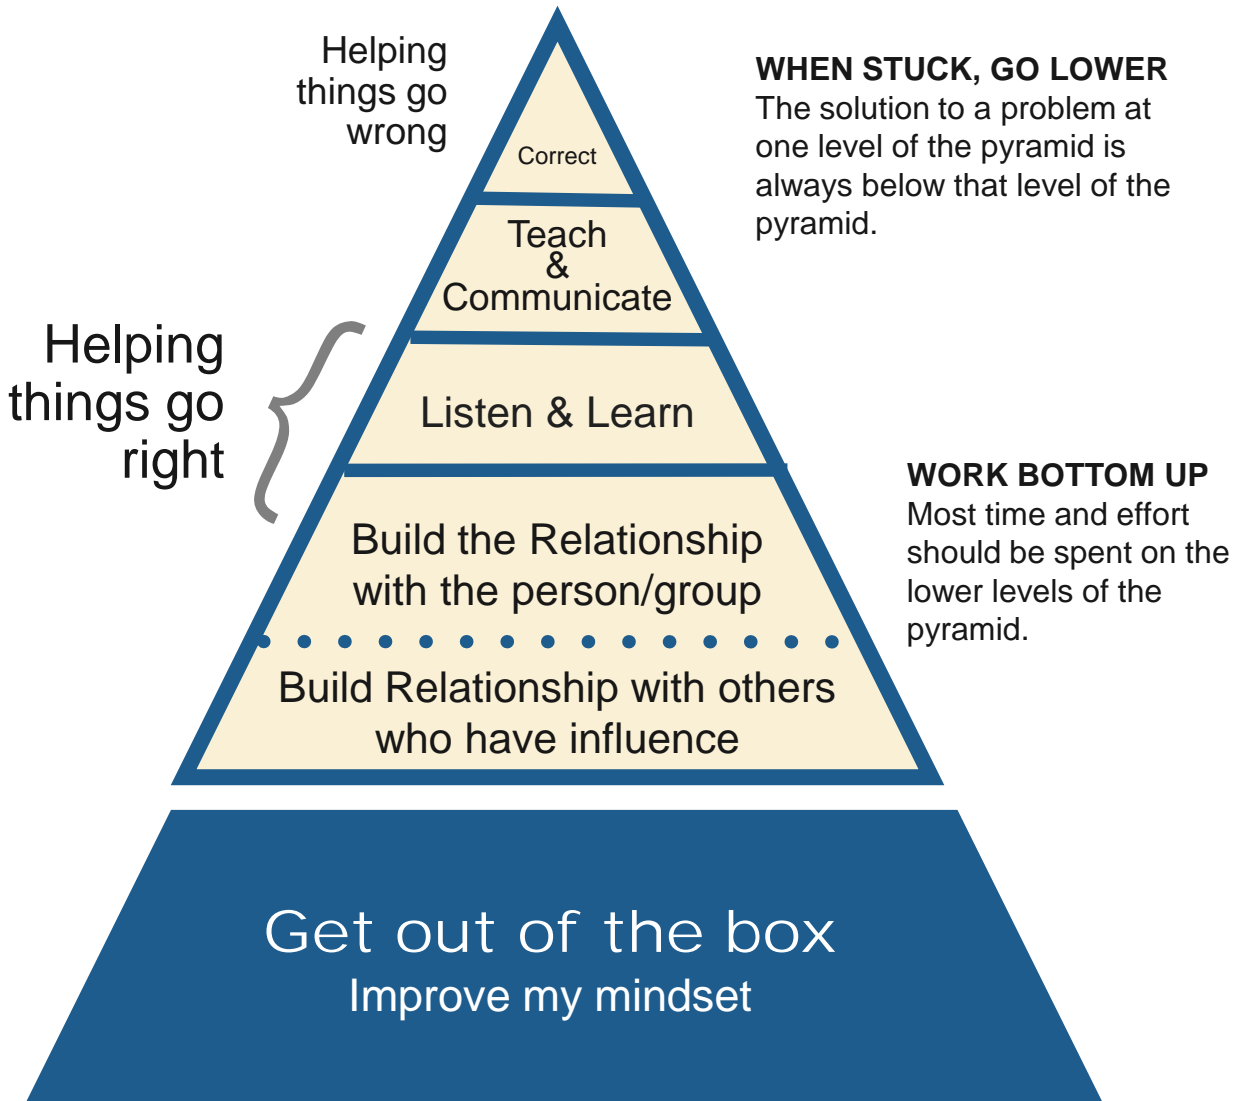 Helping
things go
wrong
WHEN STUCK, GO LOWER
The solution to a problem at
one level of the pyramid is
always below that level of the
pyramid.
Correct
Teach
&
Communicate
Helping
things go
right
Listen & Learn
WORK BOTTOM UP
Most time and effort
should be spent on the
lower levels of the
pyramid.
Build the Relationship
with the person/group
Build Relationship with others
who have influence
Get out of the box
Improve my mindset